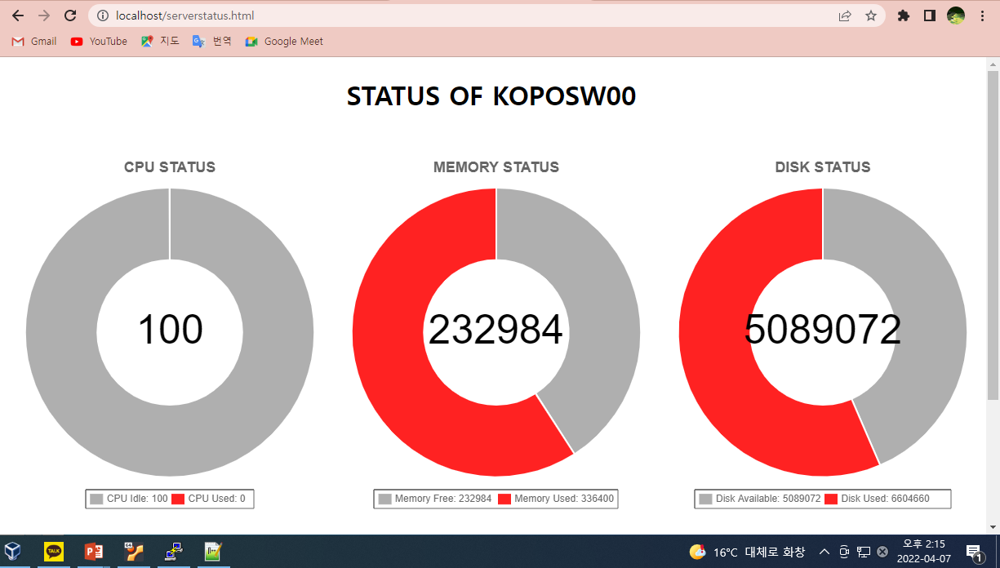 localhost/serverstatus.html
Gmail YouTube 지도 번역 Google Meet
STATUS OF KOPOSW00
CPU STATUS MEMORY STATUS DISK STATUS
100 232984 5089072
CPU Idle: 100 CPU Used: 0 Memory Free: 232984 Memory Used: 336400 Disk Available: 5089072 Disk Used: 6604660
TALK
16°C 대체로 화창
오후 2:15
2022-04-07
1